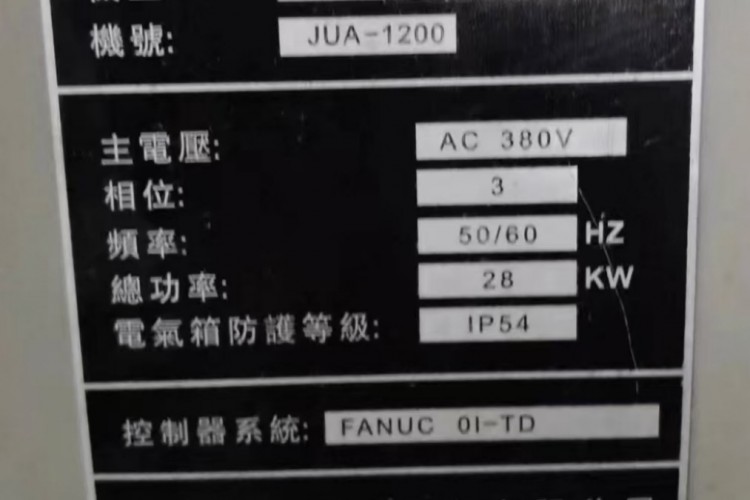 機號: JUA-1200
主電壓: AC 380V
相位: 3
頻率: 50/60 HZ
總功率: 28 KW
電氣箱防護等級: IP54
控制器系統: FANUC 0I-TD